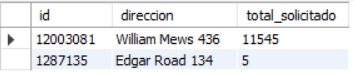 id direccion total_solicitado
12003081 William Mews 436 11545
1287135 Edgar Road 134 5